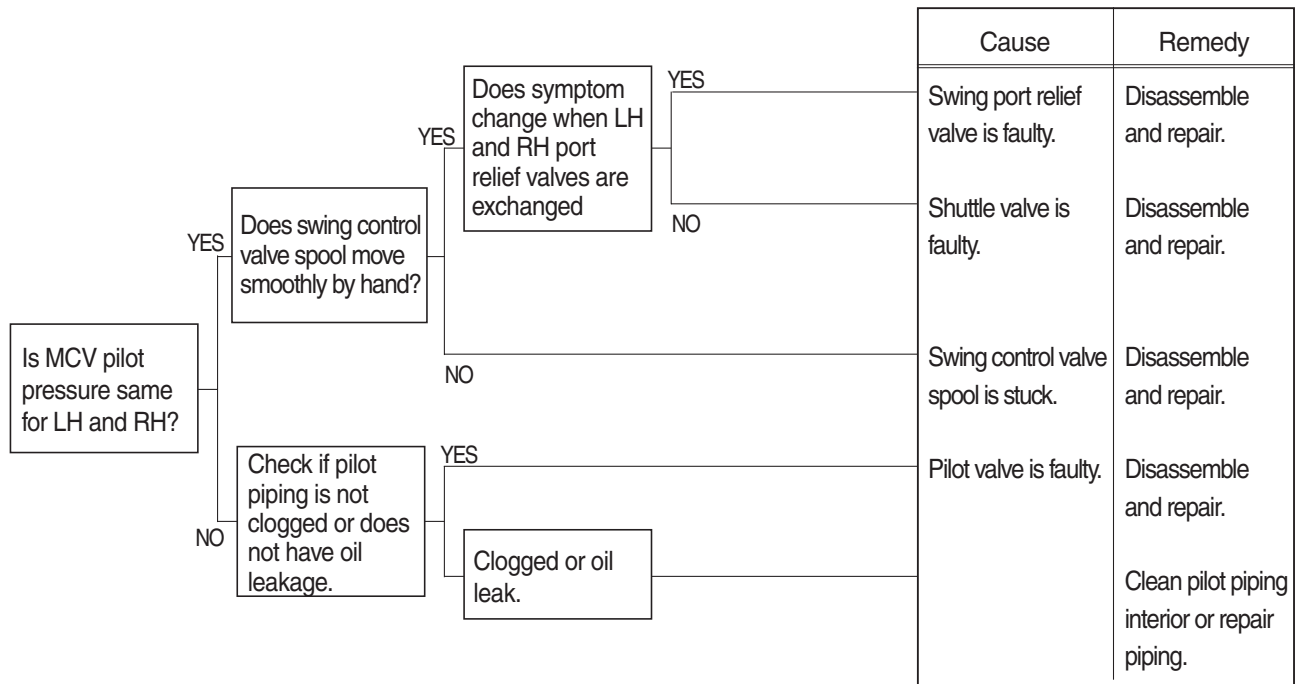 Cause
Remedy
Is MCV pilot
pressure same
for LH and RH?
YES
Does swing control
valve spool move
smoothly by hand?
YES
Does symptom
change when LH
and RH port
relief valves are
exchanged
YES
Swing port relief
valve is faulty.
Disassemble
and repair.
NO
Shuttle valve is
faulty.
Disassemble
and repair.
NO
Swing control valve
spool is stuck.
Disassemble
and repair.
NO
Check if pilot
piping is not
clogged or does
not have oil
leakage.
YES
Pilot valve is faulty.
Disassemble
and repair.
Clogged or oil
leak.
Clean pilot piping
interior or repair
piping.